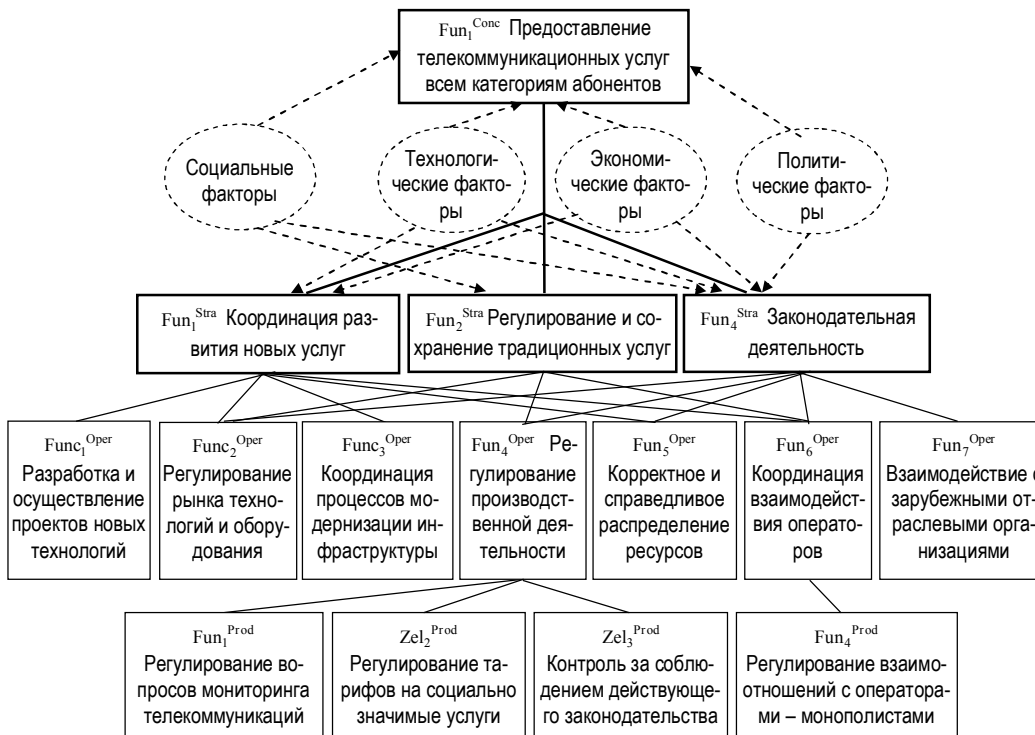 Fun₁ᶜᵒⁿᶜ Предоставление
телекоммуникационных услуг
всем категориям абонентов
Социальные
факторы
Технологи-
ческие факто-
ры
Экономи-
ческие факто-
ры
Полити-
ческие факто-
ры
Fun₁ˢᵗʳᵃ Координация раз-
вития новых услуг
Fun₂ˢᵗʳᵃ Регулирование и со-
хранение традиционных услуг
Fun₄ˢᵗʳᵃ Законодательная
деятельность
Func₁ᴼᵖᵉʳ
Разработка и
осуществление
проектов новых
технологий
Func₂ᴼᵖᵉʳ
Регулирование
рынка техно-
логий и обору-
дования
Func₃ᴼᵖᵉʳ
Координация
процессов мо-
дернизации ин-
фраструктуры
Fun₄ᴼᵖᵉʳ Ре-
гулирование
производст-
венной дея-
тельности
Fun₅ᴼᵖᵉʳ
Корректное и
справедливое
распределение
ресурсов
Fun₆ᴼᵖᵉʳ
Координация
взаимодейст-
вия операто-
ров
Fun₇ᴼᵖᵉʳ
Взаимодействие с
зарубежными от-
раслевыми орга-
низациями
Fun₁ᴾʳᵒᵈ
Регулирование во-
просов мониторинга
телекоммуникаций
Zel₂ᴾʳᵒᵈ
Регулирование та-
рифов на социально
значимые услуги
Zel₃ᴾʳᵒᵈ
Контроль за соблю-
дением действующе-
го законодательства
Fun₄ᴾʳᵒᵈ
Регулирование взаимо-
отношений с оператора-
ми – монополистами